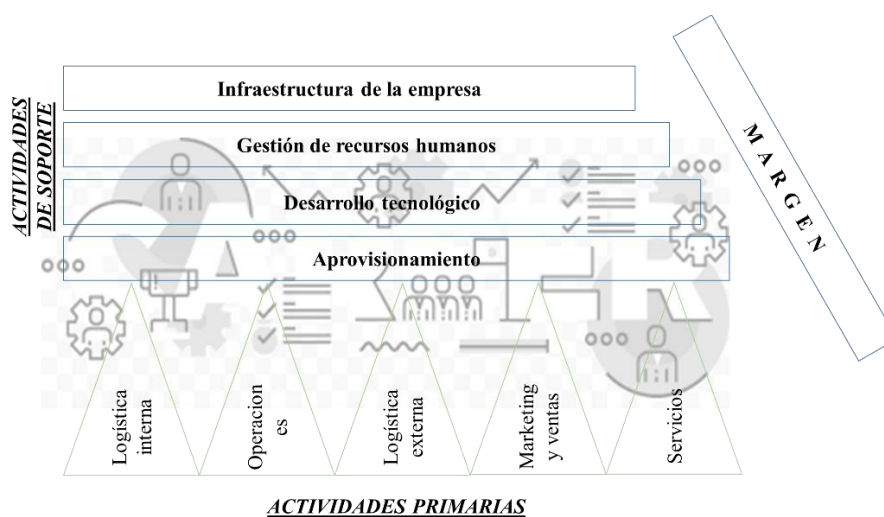 ACTIVIDADES
DE SOPORTE
Infraestructura de la empresa
Gestión de recursos humanos
Desarrollo tecnológico
Aprovisionamiento
MARGEN
Logística
interna
Operacion
es
Logística
externa
Marketing
y ventas
Servicios
ACTIVIDADES PRIMARIAS